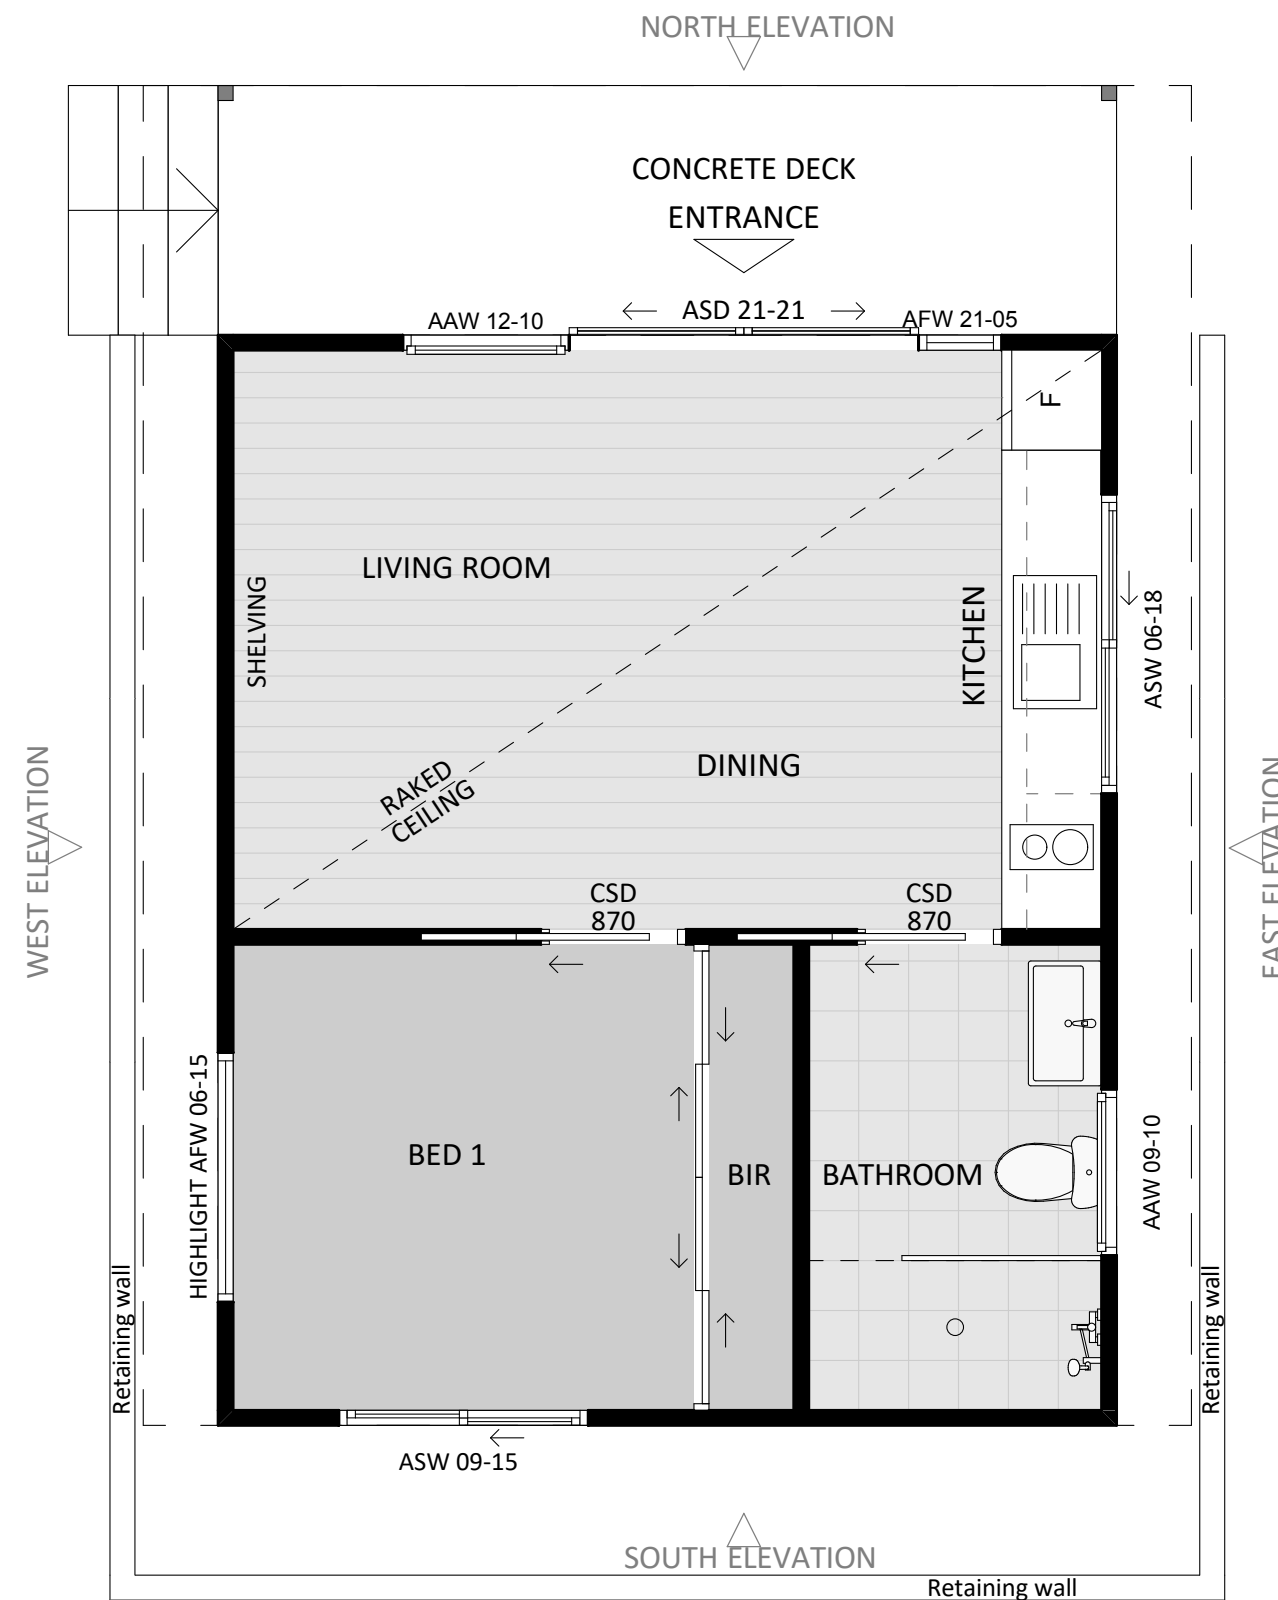 NORTH ELEVATION
CONCRETE DECK
ENTRANCE
ASD 21-21
AAW 12-10
AFW 21-05
F
LIVING ROOM
SHELVING
KITCHEN
ASW 06-18
DINING
RAKED
CEILING
WEST ELEVATION
EAST ELEVATION
CSD
870
CSD
870
HIGHLIGHT AFW 06-15
BED 1
BIR
BATHROOM
AAW 09-10
Retaining wall
Retaining wall
ASW 09-15
SOUTH ELEVATION
Retaining wall